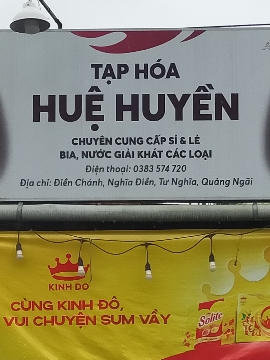 TẠP HÓA
HUỆ HUYỀN
CHUYÊN CUNG CẤP SỈ & LẺ
BIA, NƯỚC GIẢI KHÁT CÁC LOẠI
Điện thoại: 0383 574 720
Địa chỉ: Điền Chánh, Nghĩa Điền, Tư Nghĩa, Quảng Ngãi
KINH ĐÔ
CÙNG KINH ĐÔ,
VUI CHUYỆN SUM VẦY
Solite